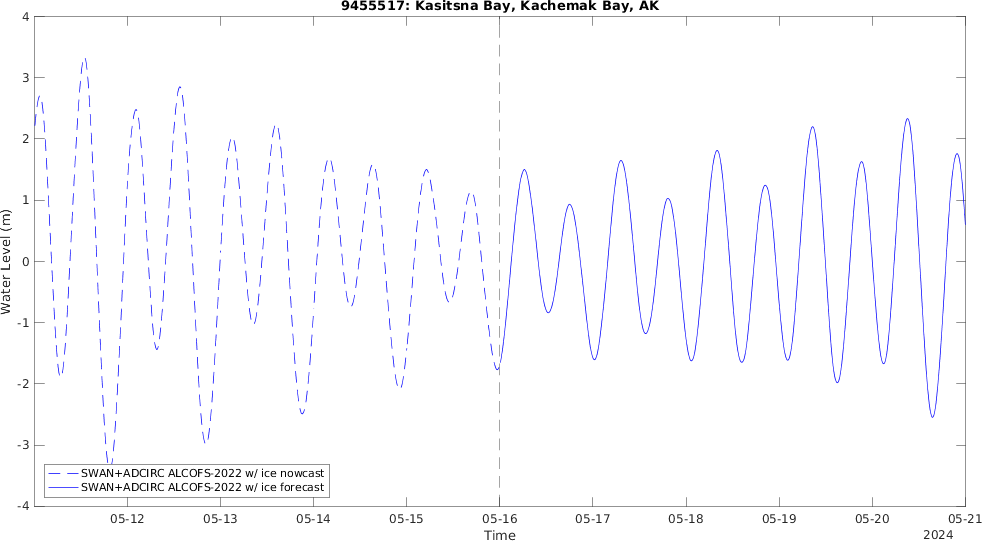 9455517: Kasitsna Bay, Kachemak Bay, AK
Water Level (m)
4
3
2
1
0
-1
-2
-3
-4
SWAN+ADCIRC ALCOFS-2022 w/ ice nowcast
SWAN+ADCIRC ALCOFS-2022 w/ ice forecast
05-12 05-13 05-14 05-15 05-16 05-17 05-18 05-19 05-20 05-21
Time
2024